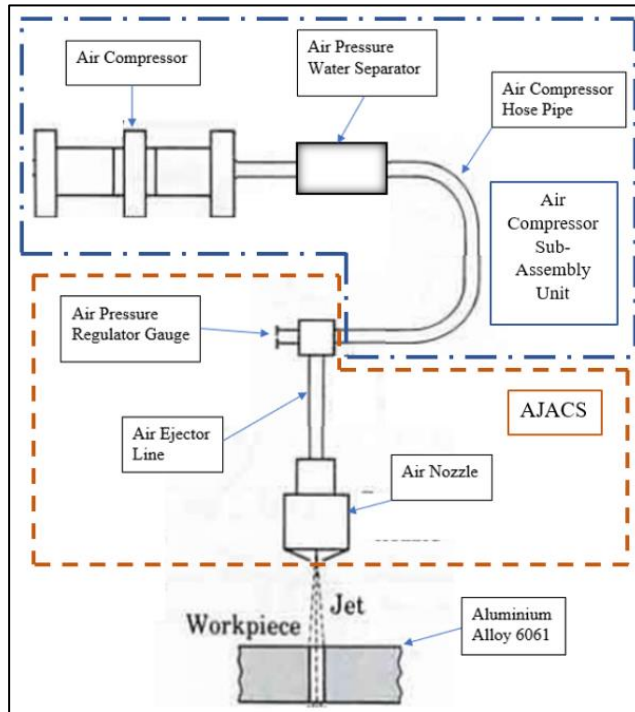 Air Compressor
Air Pressure
Water Separator
Air Compressor
Hose Pipe
Air
Compressor
Sub-
Assembly
Unit
Air Pressure
Regulator Gauge
AJACS
Air Ejector
Line
Air Nozzle
Jet
Workpiece
Aluminium
Alloy 6061